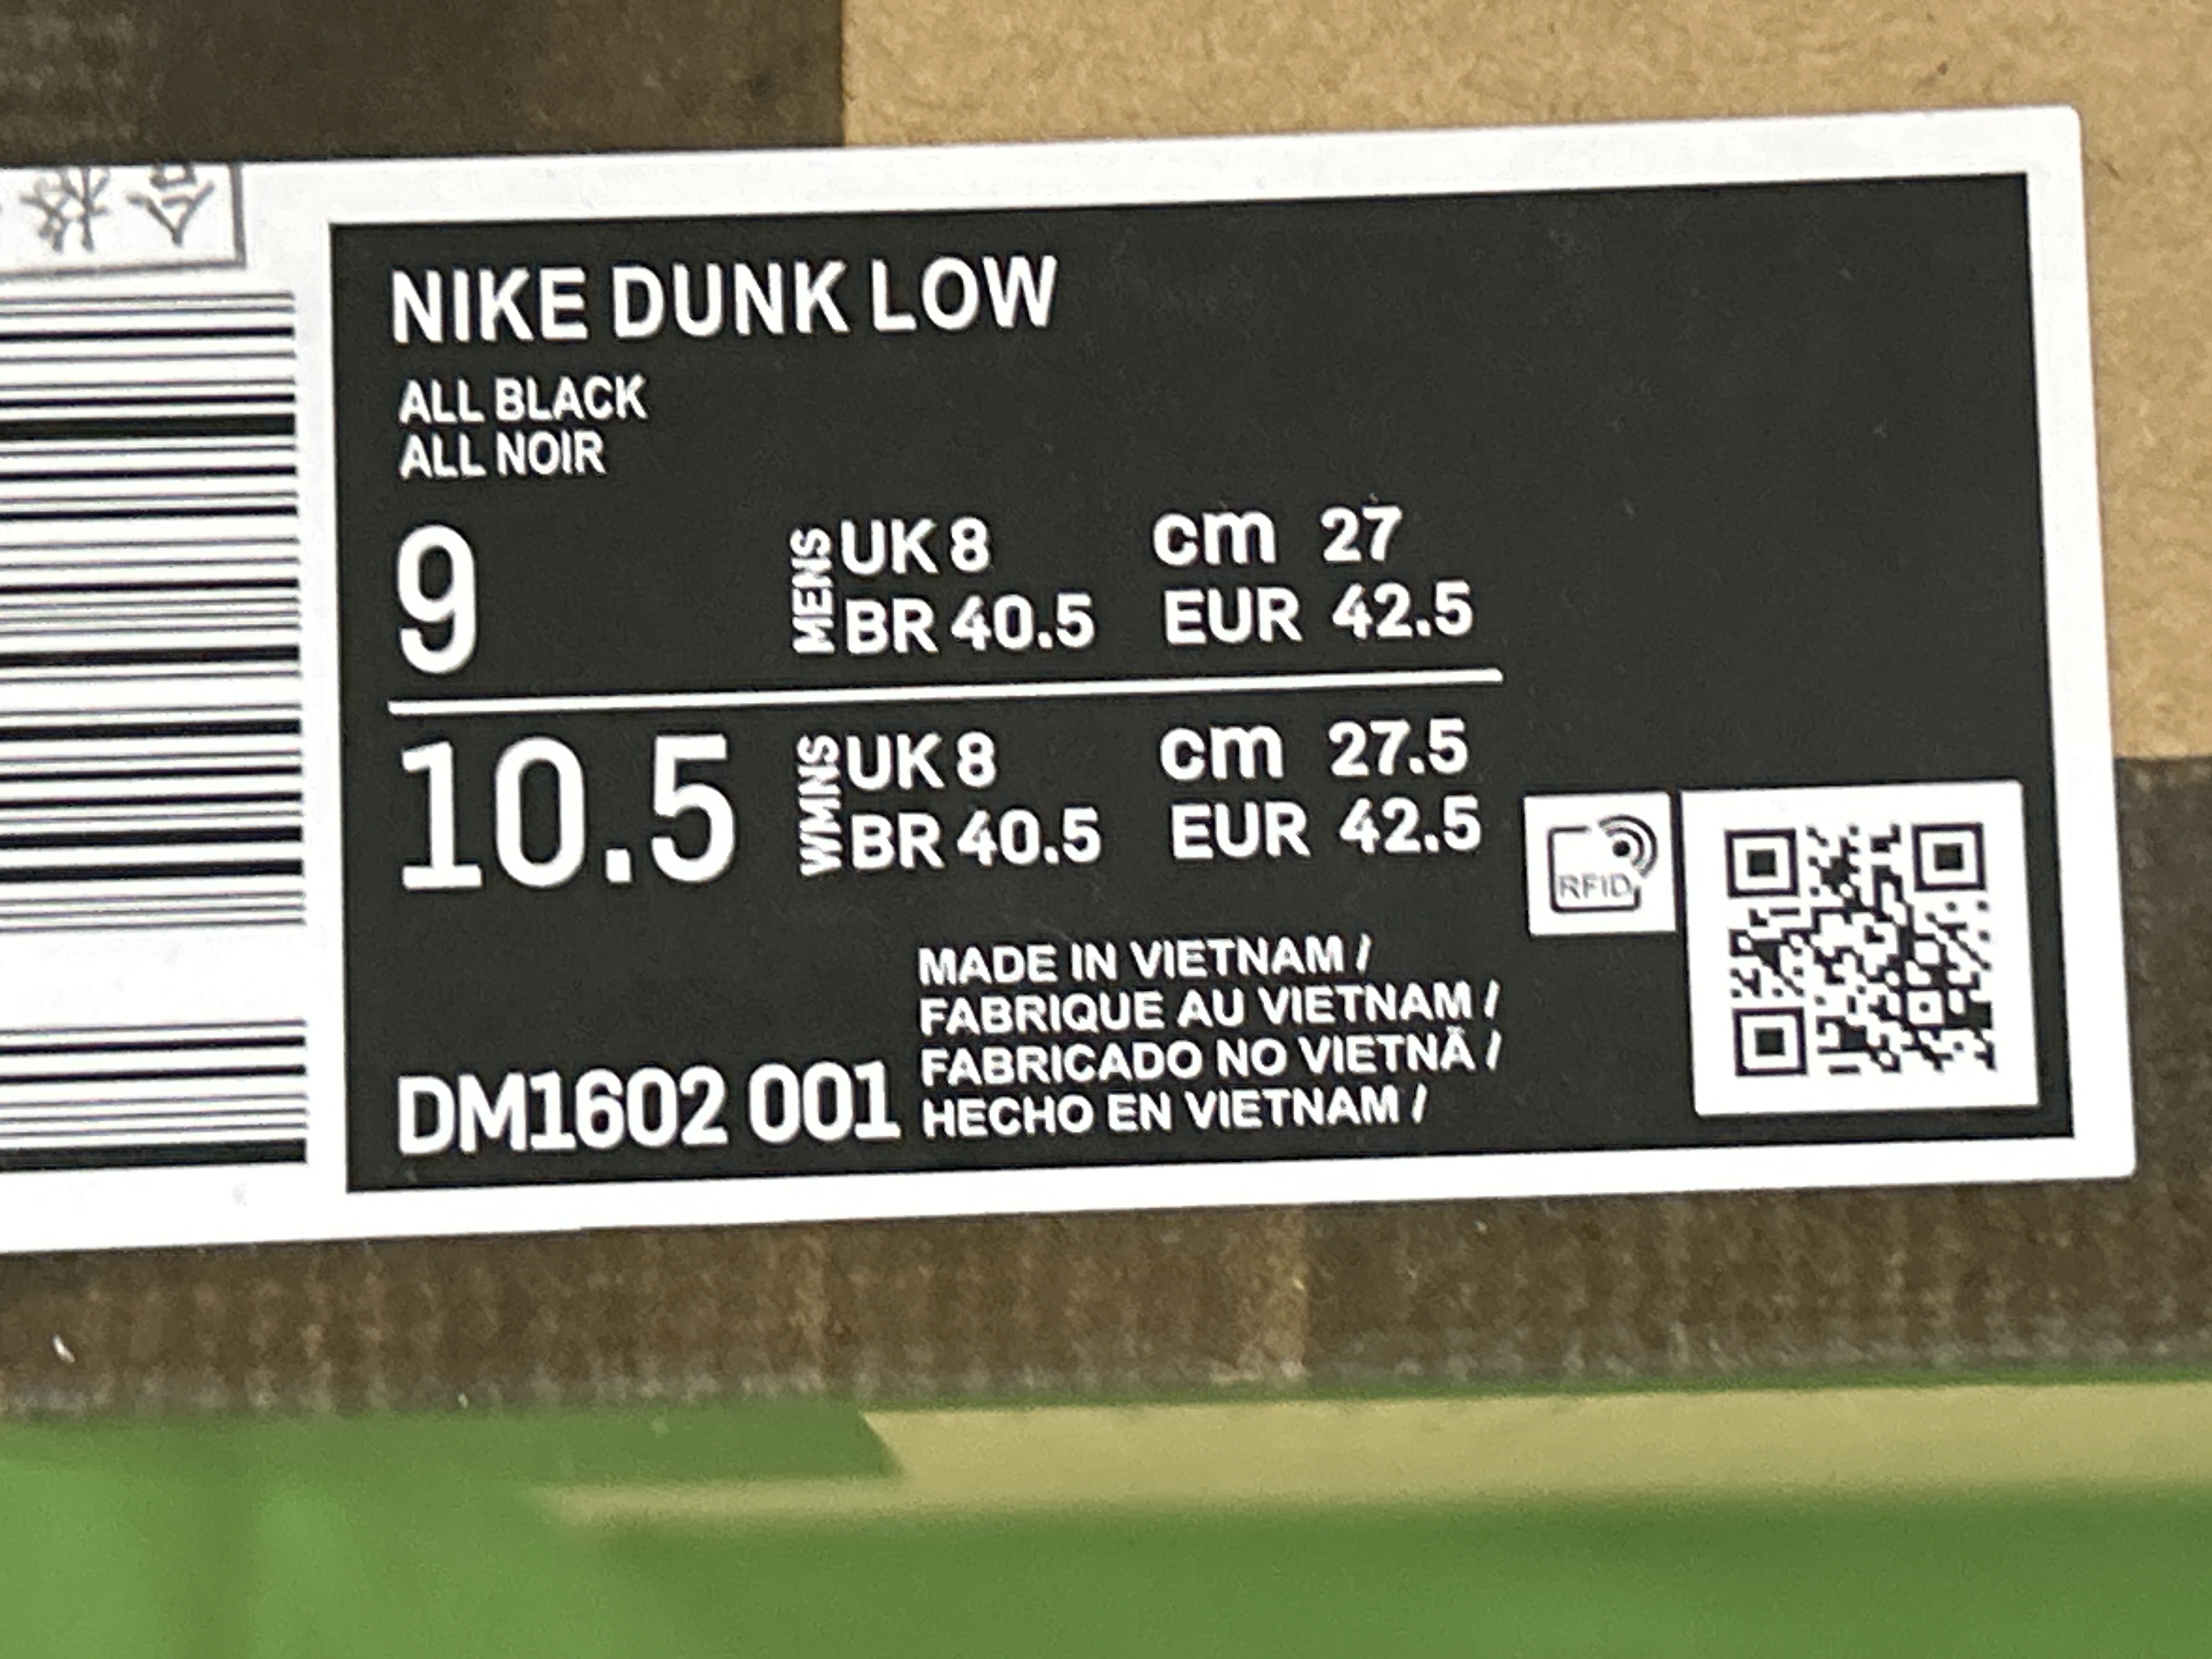 合格
NIKE DUNK LOW
ALL BLACK
ALL NOIR
9
MENS
UK 8 cm 27
BR 40.5 EUR 42.5
10.5
WMNS
UK 8 cm 27.5
BR 40.5 EUR 42.5
RFID
MADE IN VIETNAM /
FABRIQUE AU VIETNAM /
FABRICADO NO VIETNÃ /
HECHO EN VIETNAM /
DM1602 001